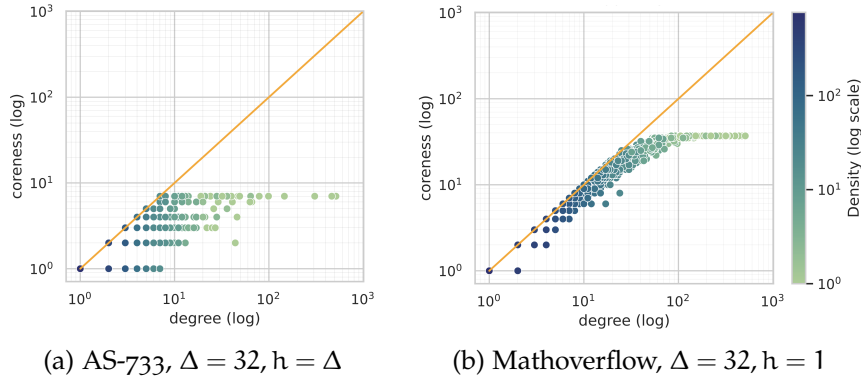 10³
10²
10¹
10⁰
coreness (log)
10⁰ 10¹ 10² 10³
degree (log)
(a) AS-733, Δ = 32, h = Δ
10³
10²
10¹
10⁰
coreness (log)
10⁰ 10¹ 10² 10³
degree (log)
(b) Mathoverflow, Δ = 32, h = 1
10²
10¹
10⁰
Density (log scale)